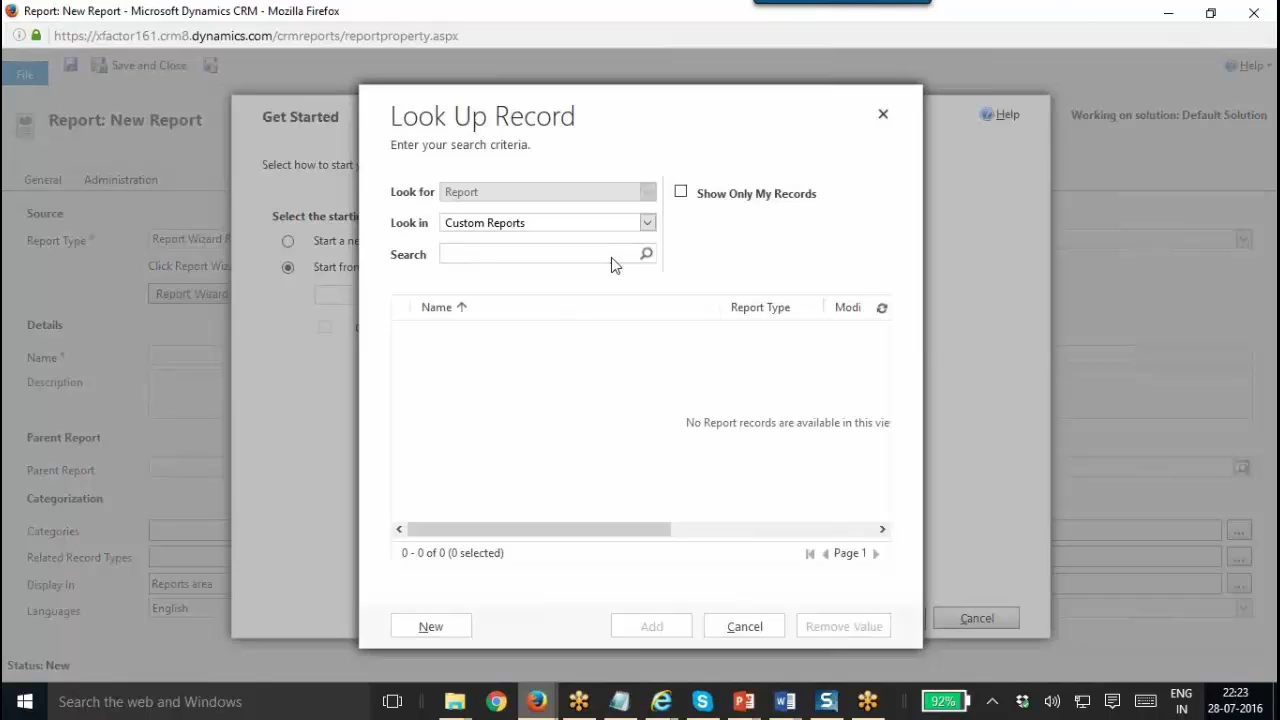 Report: New Report - Microsoft Dynamics CRM - Mozilla Firefox
https://xfactor161.crm8.dynamics.com/crmreports/reportproperty.aspx
File
Save and Close
Help
Report: New Report
Working on solution: Default Solution
General
Administration
Source
Report Type *
Report Wizard R
Click Report Wiz
Report Wizard
Details
Name *
Description
Parent Report
Parent Report
Categorization
Categories
Related Record Types
Display in
Reports area
Languages
English
Status: New
Get Started
Help
Select how to start y
Select the startin
Start a ne
Start from
Cancel
Look Up Record
Enter your search criteria.
Look for
Report
Show Only My Records
Look in
Custom Reports
Search
Name
Report Type
Modi
No Report records are available in this vie
0 - 0 of 0 (0 selected)
Page 1
New
Add
Cancel
Remove Value
Search the web and Windows
92%
ENG
IN
22:23
28-07-2016